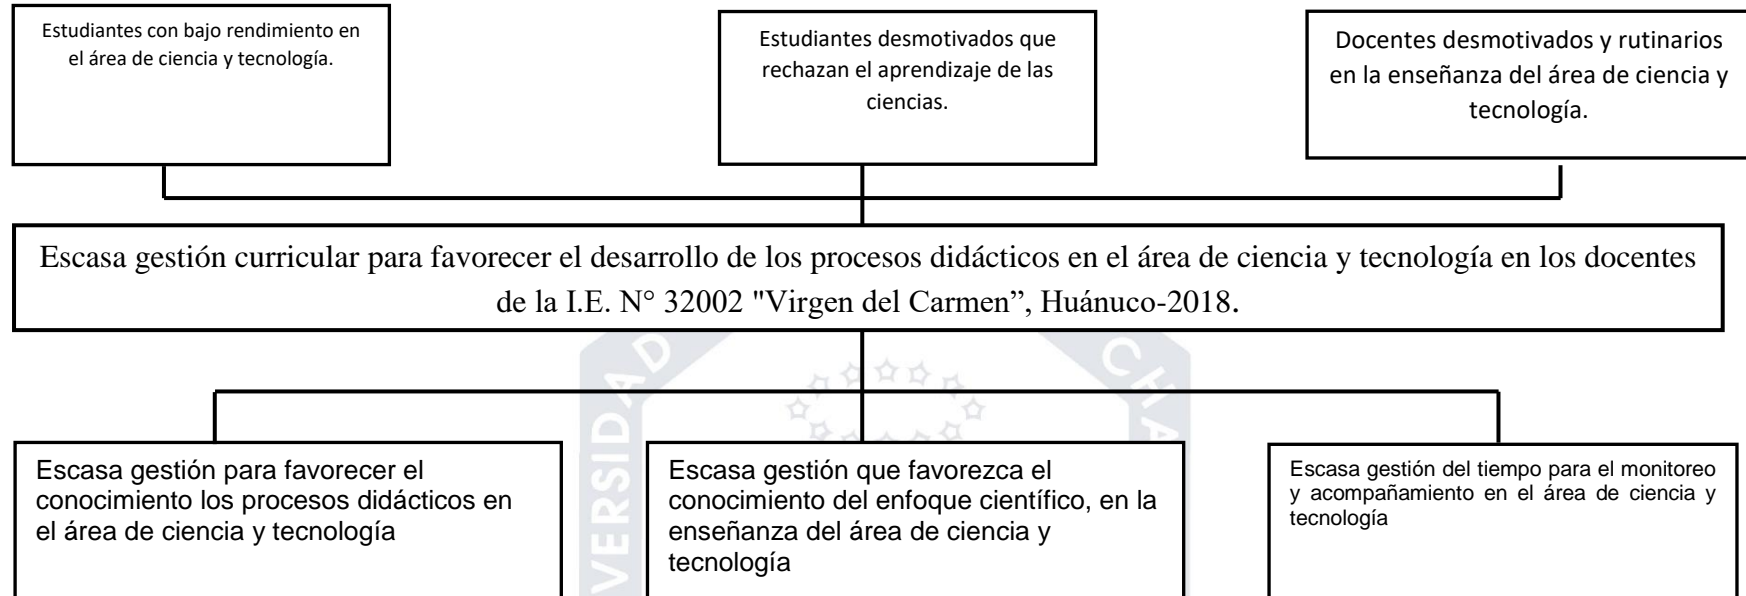 Estudiantes con bajo rendimiento en
el área de ciencia y tecnología.
Estudiantes desmotivados que
rechazan el aprendizaje de las
ciencias.
Docentes desmotivados y rutinarios
en la enseñanza del área de ciencia y
tecnología.
Escasa gestión curricular para favorecer el desarrollo de los procesos didácticos en el área de ciencia y tecnología en los docentes
de la I.E. N° 32002 "Virgen del Carmen”, Huánuco-2018.
Escasa gestión para favorecer el
conocimiento los procesos didácticos en
el área de ciencia y tecnología
Escasa gestión que favorezca el
conocimiento del enfoque científico, en la
enseñanza del área de ciencia y
tecnología
Escasa gestión del tiempo para el monitoreo
y acompañamiento en el área de ciencia y
tecnología